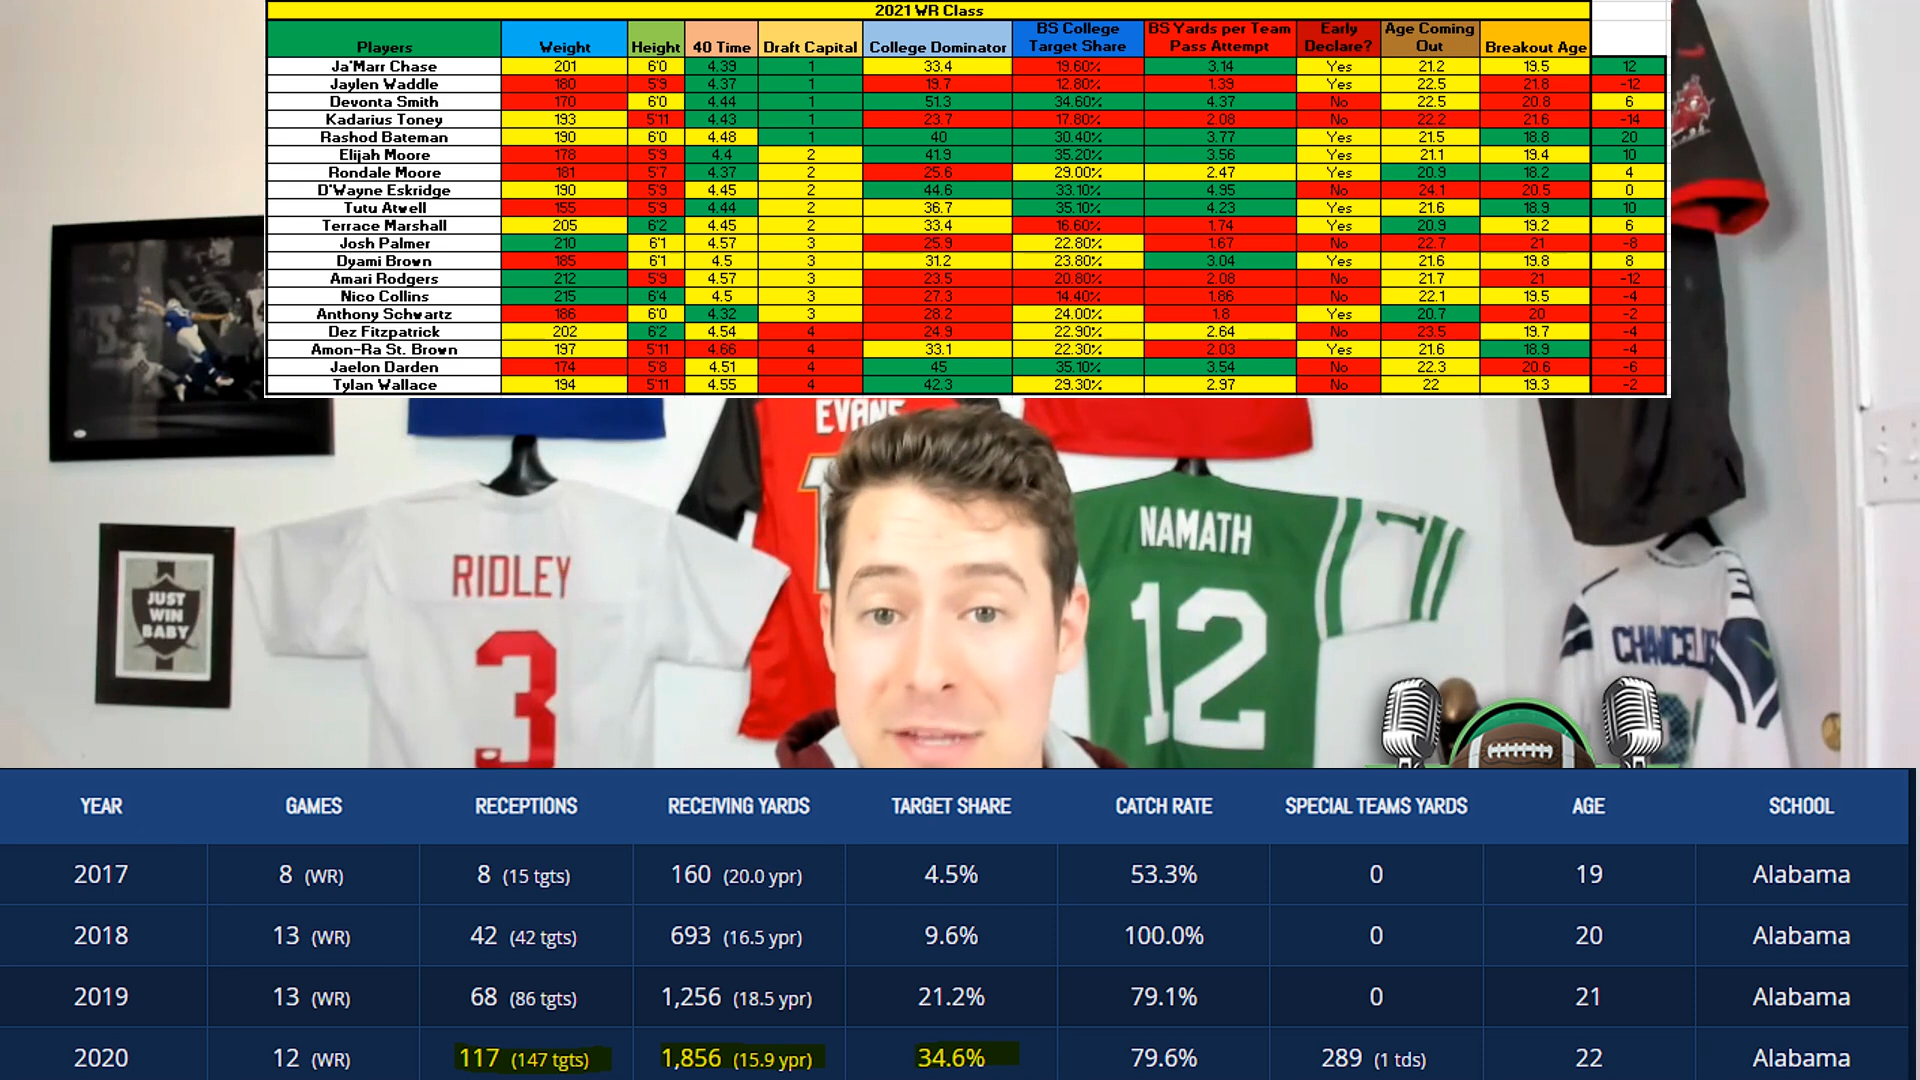 2021 WR Class
Players Weight Height 40 Time Draft Capital College Dominator BS College Target Share BS Yards per Team Pass Attempt Early Declare? Age Coming Out Breakout Age
Ja'Marr Chase 201 6'0 4.39 1 33.4 19.60% 3.14 Yes 21.2 19.5 12
Jaylen Waddle 180 5'9 4.37 1 19.7 12.80% 1.39 Yes 22.5 21.8 -12
Devonta Smith 170 6'0 4.44 1 51.3 34.60% 4.37 No 22.5 20.8 6
Kadarius Toney 193 5'11 4.43 1 23.7 17.80% 2.08 No 22.2 21.6 -14
Rashod Bateman 190 6'0 4.48 1 40 30.40% 3.77 Yes 21.5 18.8 20
Elijah Moore 178 5'9 4.4 2 41.9 35.20% 3.56 Yes 21.1 19.4 10
Rondale Moore 181 5'7 4.37 2 25.6 29.00% 2.47 Yes 20.9 18.2 4
D'Wayne Eskridge 190 5'9 4.45 2 44.6 33.10% 4.95 No 24.1 20.5 0
Tutu Atwell 155 5'9 4.44 2 36.7 35.10% 4.23 Yes 21.6 18.9 10
Terrace Marshall 205 6'2 4.45 2 33.4 16.60% 1.74 Yes 20.9 19.2 6
Josh Palmer 210 6'1 4.57 3 25.9 22.80% 1.67 No 22.7 21 -8
Dyami Brown 185 6'1 4.5 3 31.2 23.80% 3.04 Yes 21.6 19.8 8
Amari Rodgers 212 5'9 4.57 3 23.5 20.80% 2.08 No 21.7 21 -12
Nico Collins 215 6'4 4.5 3 27.3 14.40% 1.86 No 22.1 19.5 -4
Anthony Schwartz 186 6'0 4.32 3 28.2 24.00% 1.8 Yes 20.7 20 -2
Dez Fitzpatrick 202 6'2 4.54 4 24.9 22.90% 2.64 No 23.5 19.7 -4
Amon-Ra St. Brown 197 5'11 4.66 4 33.1 22.30% 2.03 Yes 21.6 18.9 -4
Jaelon Darden 174 5'8 4.51 4 45 35.10% 3.54 No 22.3 20.6 -6
Tylan Wallace 194 5'11 4.55 4 42.3 29.30% 2.97 No 22 19.3 -2
EVANS
RIDLEY
3
NAMATH
12
1
JUST
WIN
BABY
YEAR GAMES RECEPTIONS RECEIVING YARDS TARGET SHARE CATCH RATE SPECIAL TEAMS YARDS AGE SCHOOL
2017 8 (WR) 8 (15 tgts) 160 (20.0 ypr) 4.5% 53.3% 0 19 Alabama
2018 13 (WR) 42 (42 tgts) 693 (16.5 ypr) 9.6% 100.0% 0 20 Alabama
2019 13 (WR) 68 (86 tgts) 1,256 (18.5 ypr) 21.2% 79.1% 0 21 Alabama
2020 12 (WR) 117 (147 tgts) 1,856 (15.9 ypr) 34.6% 79.6% 289 (1 tds) 22 Alabama